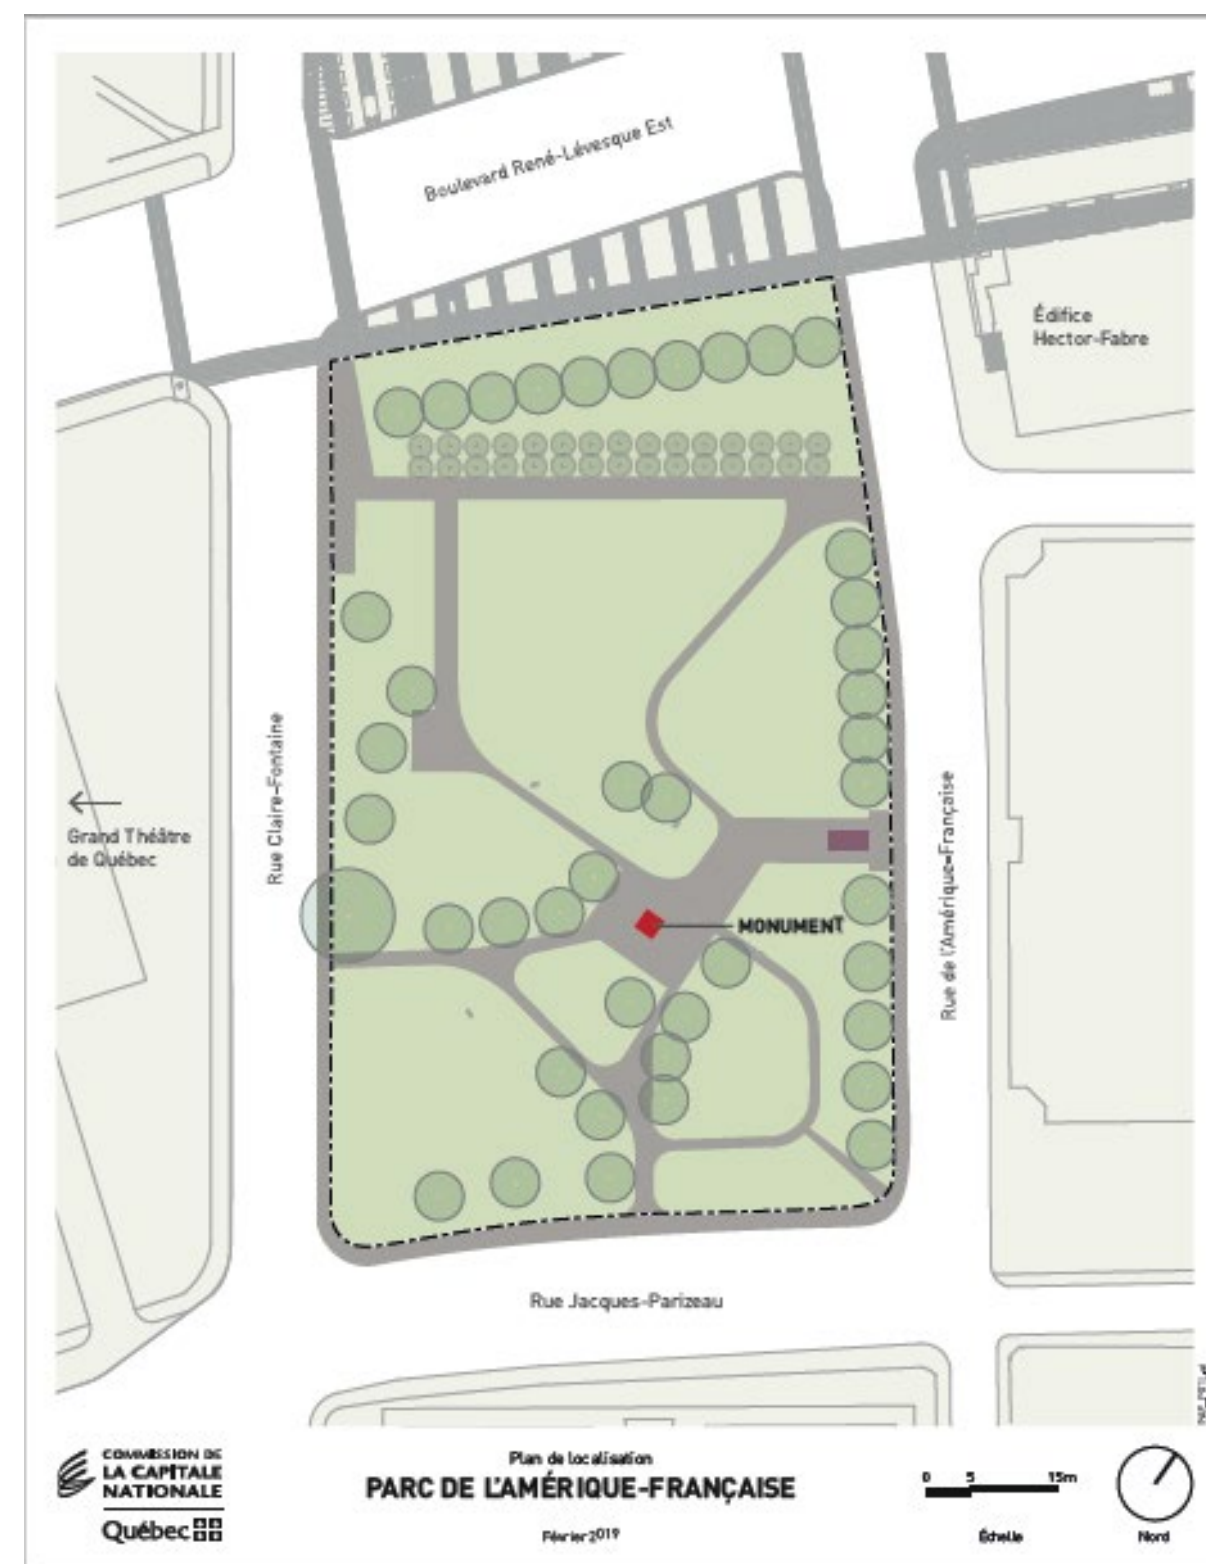 Boulevard René-Lévesque Est
Édifice
Hector-Fabre
Rue Claire-Fontaine
Grand Théâtre
de Québec
Rue de l'Amérique-Française
MONUMENT
Rue Jacques-Parizeau
COMMISSION DE
LA CAPITALE
NATIONALE
Québec
Plan de localisation
PARC DE L'AMÉRIQUE-FRANÇAISE
Février 2019
0 5 15m
Échelle
Nord